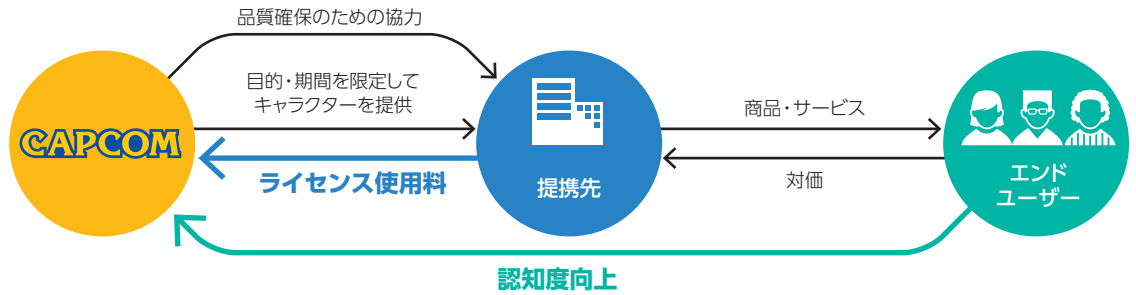 品質確保のための協力
目的・期間を限定して
キャラクターを提供
CAPCOM
ライセンス使用料
提携先
商品・サービス
対価
エンド
ユーザー
認知度向上